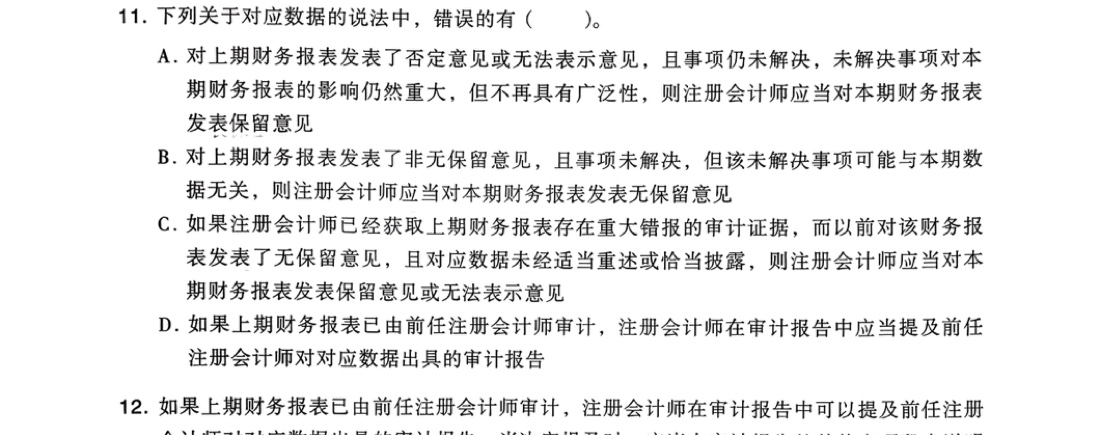 11. 下列关于对应数据的说法中，错误的有（　　）。
A. 对上期财务报表发表了否定意见或无法表示意见，且事项仍未解决，未解决事项对本
期财务报表的影响仍然重大，但不再具有广泛性，则注册会计师应当对本期财务报表
发表保留意见
B. 对上期财务报表发表了非无保留意见，且事项未解决，但该未解决事项可能与本期数
据无关，则注册会计师应当对本期财务报表发表无保留意见
C. 如果注册会计师已经获取上期财务报表存在重大错报的审计证据，而以前对该财务报
表发表了无保留意见，且对应数据未经适当重述或恰当披露，则注册会计师应当对本
期财务报表发表保留意见或无法表示意见
D. 如果上期财务报表已由前任注册会计师审计，注册会计师在审计报告中应当提及前任
注册会计师对对应数据出具的审计报告
12. 如果上期财务报表已由前任注册会计师审计，注册会计师在审计报告中可以提及前任注册